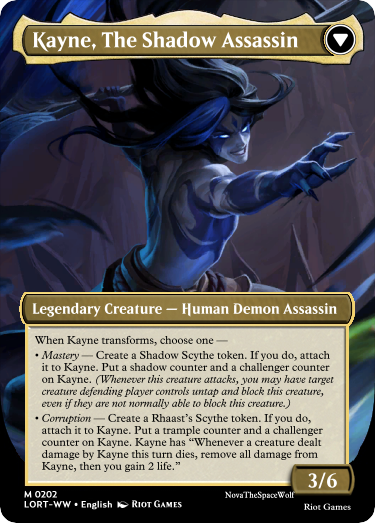 Kayne, The Shadow Assassin
Legendary Creature — Human Demon Assassin
When Kayne transforms, choose one —
• Mastery — Create a Shadow Scythe token. If you do, attach
it to Kayne. Put a shadow counter and a challenger counter
on Kayne. (Whenever this creature attacks, you may have target
creature defending player controls untap and block this creature,
even if they are not normally able to block this creature.)
• Corruption — Create a Rhaast's Scythe token. If you do,
attach it to Kayne. Put a trample counter and a challenger
counter on Kayne. Kayne has “Whenever a creature dealt
damage by Kayne this turn dies, remove all damage from
Kayne, then you gain 2 life.”
3/6
M 0202
LORT-WW • English Riot Games
NovaTheSpaceWolf
Riot Games